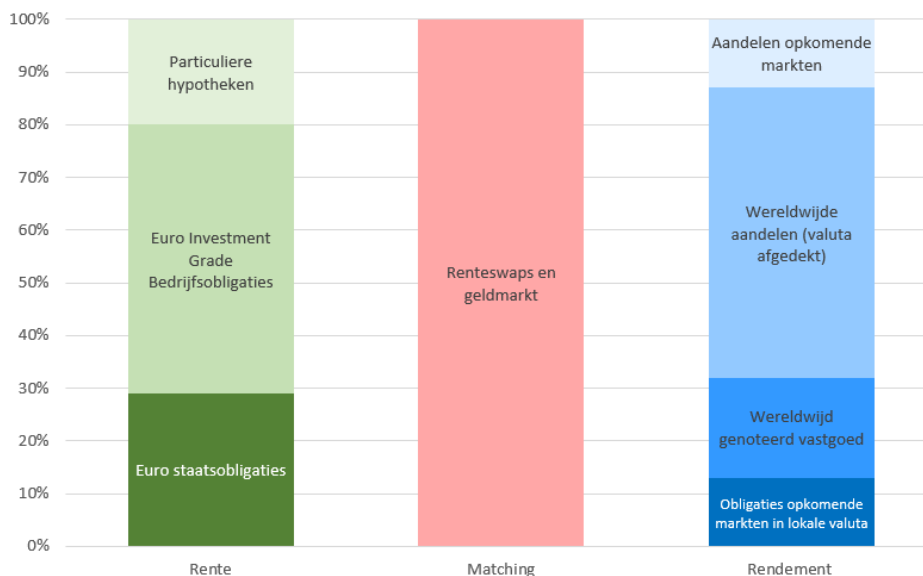 100%
90%
80%
70%
60%
50%
40%
30%
20%
10%
0%
Particuliere
hypotheken
Euro Investment
Grade
Bedrijfsobligaties
Euro staatsobligaties
Renteswaps en
geldmarkt
Aandelen opkomende
markten
Wereldwijde
aandelen (valuta
afgedekt)
Wereldwijd
genoteerd vastgoed
Obligaties opkomende
markten in lokale valuta
Rente
Matching
Rendement